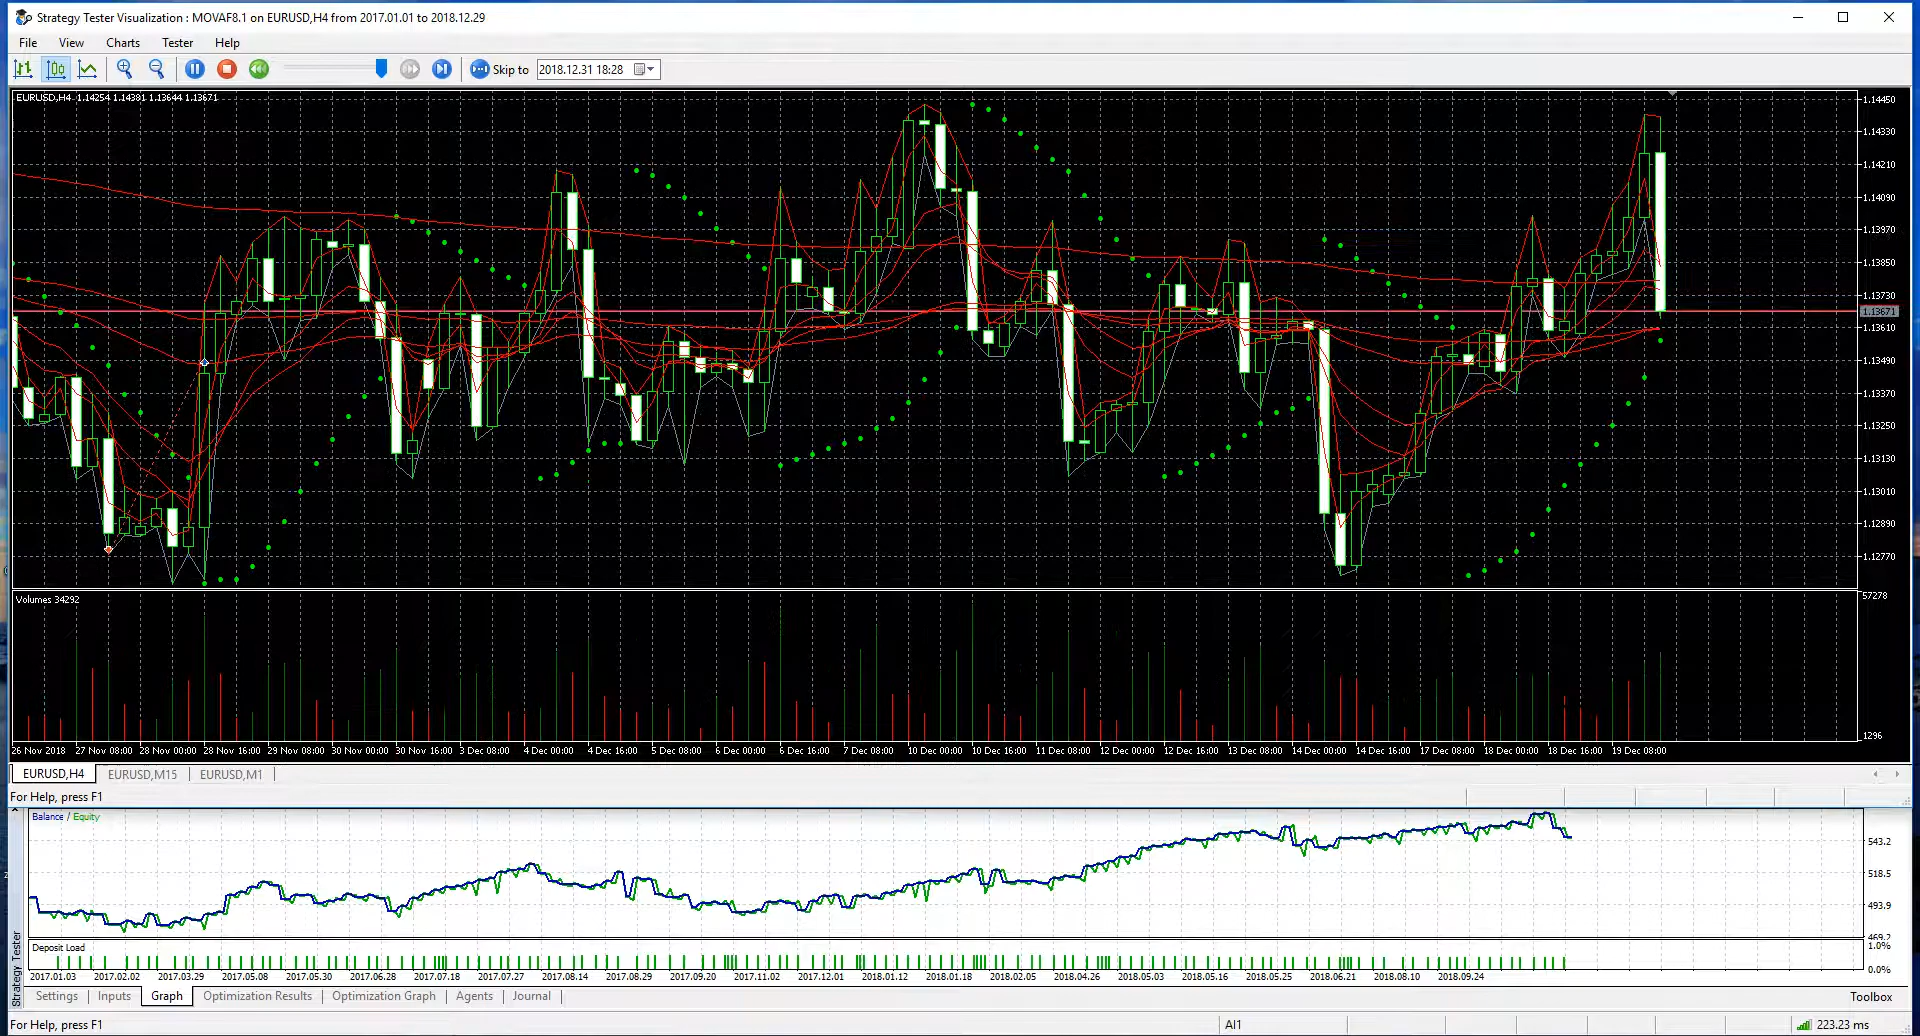 Strategy Tester Visualization : MOVAF8.1 on EURUSD,H4 from 2017.01.01 to 2018.12.29
File View Charts Tester Help
Skip to 2018.12.31 18:28
EURUSD,H4 1.14254 1.14381 1.13644 1.13671
1.14450
1.14330
1.14210
1.14090
1.13970
1.13850
1.13730
1.13671
1.13610
1.13490
1.13370
1.13250
1.13130
1.13010
1.12890
1.12770
Volumes 34292
57278
1296
26 Nov 2018 27 Nov 08:00 28 Nov 00:00 28 Nov 16:00 29 Nov 08:00 30 Nov 00:00 30 Nov 16:00 3 Dec 08:00 4 Dec 00:00 4 Dec 16:00 5 Dec 08:00 6 Dec 00:00 6 Dec 16:00 7 Dec 08:00 10 Dec 00:00 10 Dec 16:00 11 Dec 08:00 12 Dec 00:00 12 Dec 16:00 13 Dec 08:00 14 Dec 00:00 14 Dec 16:00 17 Dec 08:00 18 Dec 00:00 18 Dec 16:00 19 Dec 08:00
EURUSD,H4 EURUSD,M15 EURUSD,M1
For Help, press F1
Balance / Equity
543.2
518.5
493.9
469.2
Deposit Load
1.0%
0.0%
2017.01.03 2017.02.02 2017.03.29 2017.05.08 2017.05.30 2017.06.28 2017.07.18 2017.07.27 2017.08.14 2017.08.29 2017.09.20 2017.11.02 2017.12.01 2018.01.12 2018.01.18 2018.02.05 2018.04.26 2018.05.03 2018.05.16 2018.05.25 2018.06.21 2018.08.10 2018.09.24
Strategy Tester
Settings Inputs Graph Optimization Results Optimization Graph Agents Journal
Toolbox
For Help, press F1
AI1
223.23 ms